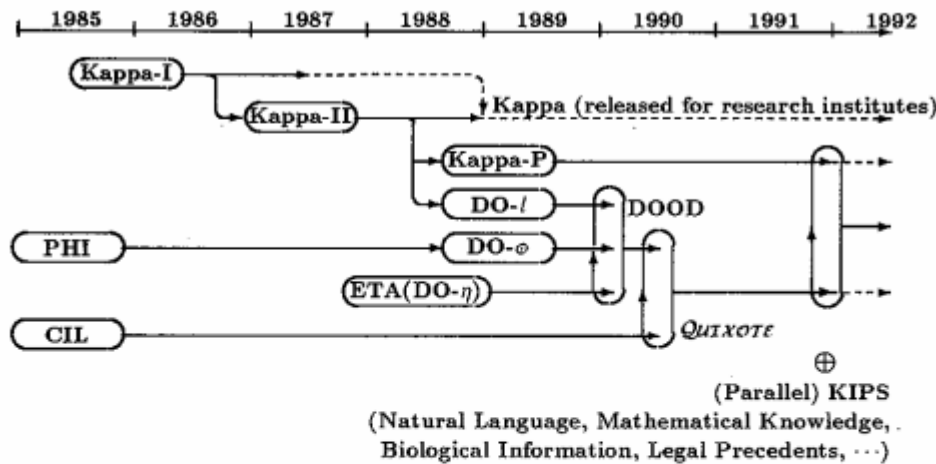 1985 1986 1987 1988 1989 1990 1991 1992
Kappa-I
Kappa (released for research institutes)
Kappa-II
Kappa-P
DO-l
DOOD
PHI
DO-φ
ETA(DO-η)
CIL
QUIXOTE
⊕
(Parallel) KIPS
(Natural Language, Mathematical Knowledge,
Biological Information, Legal Precedents, ···)